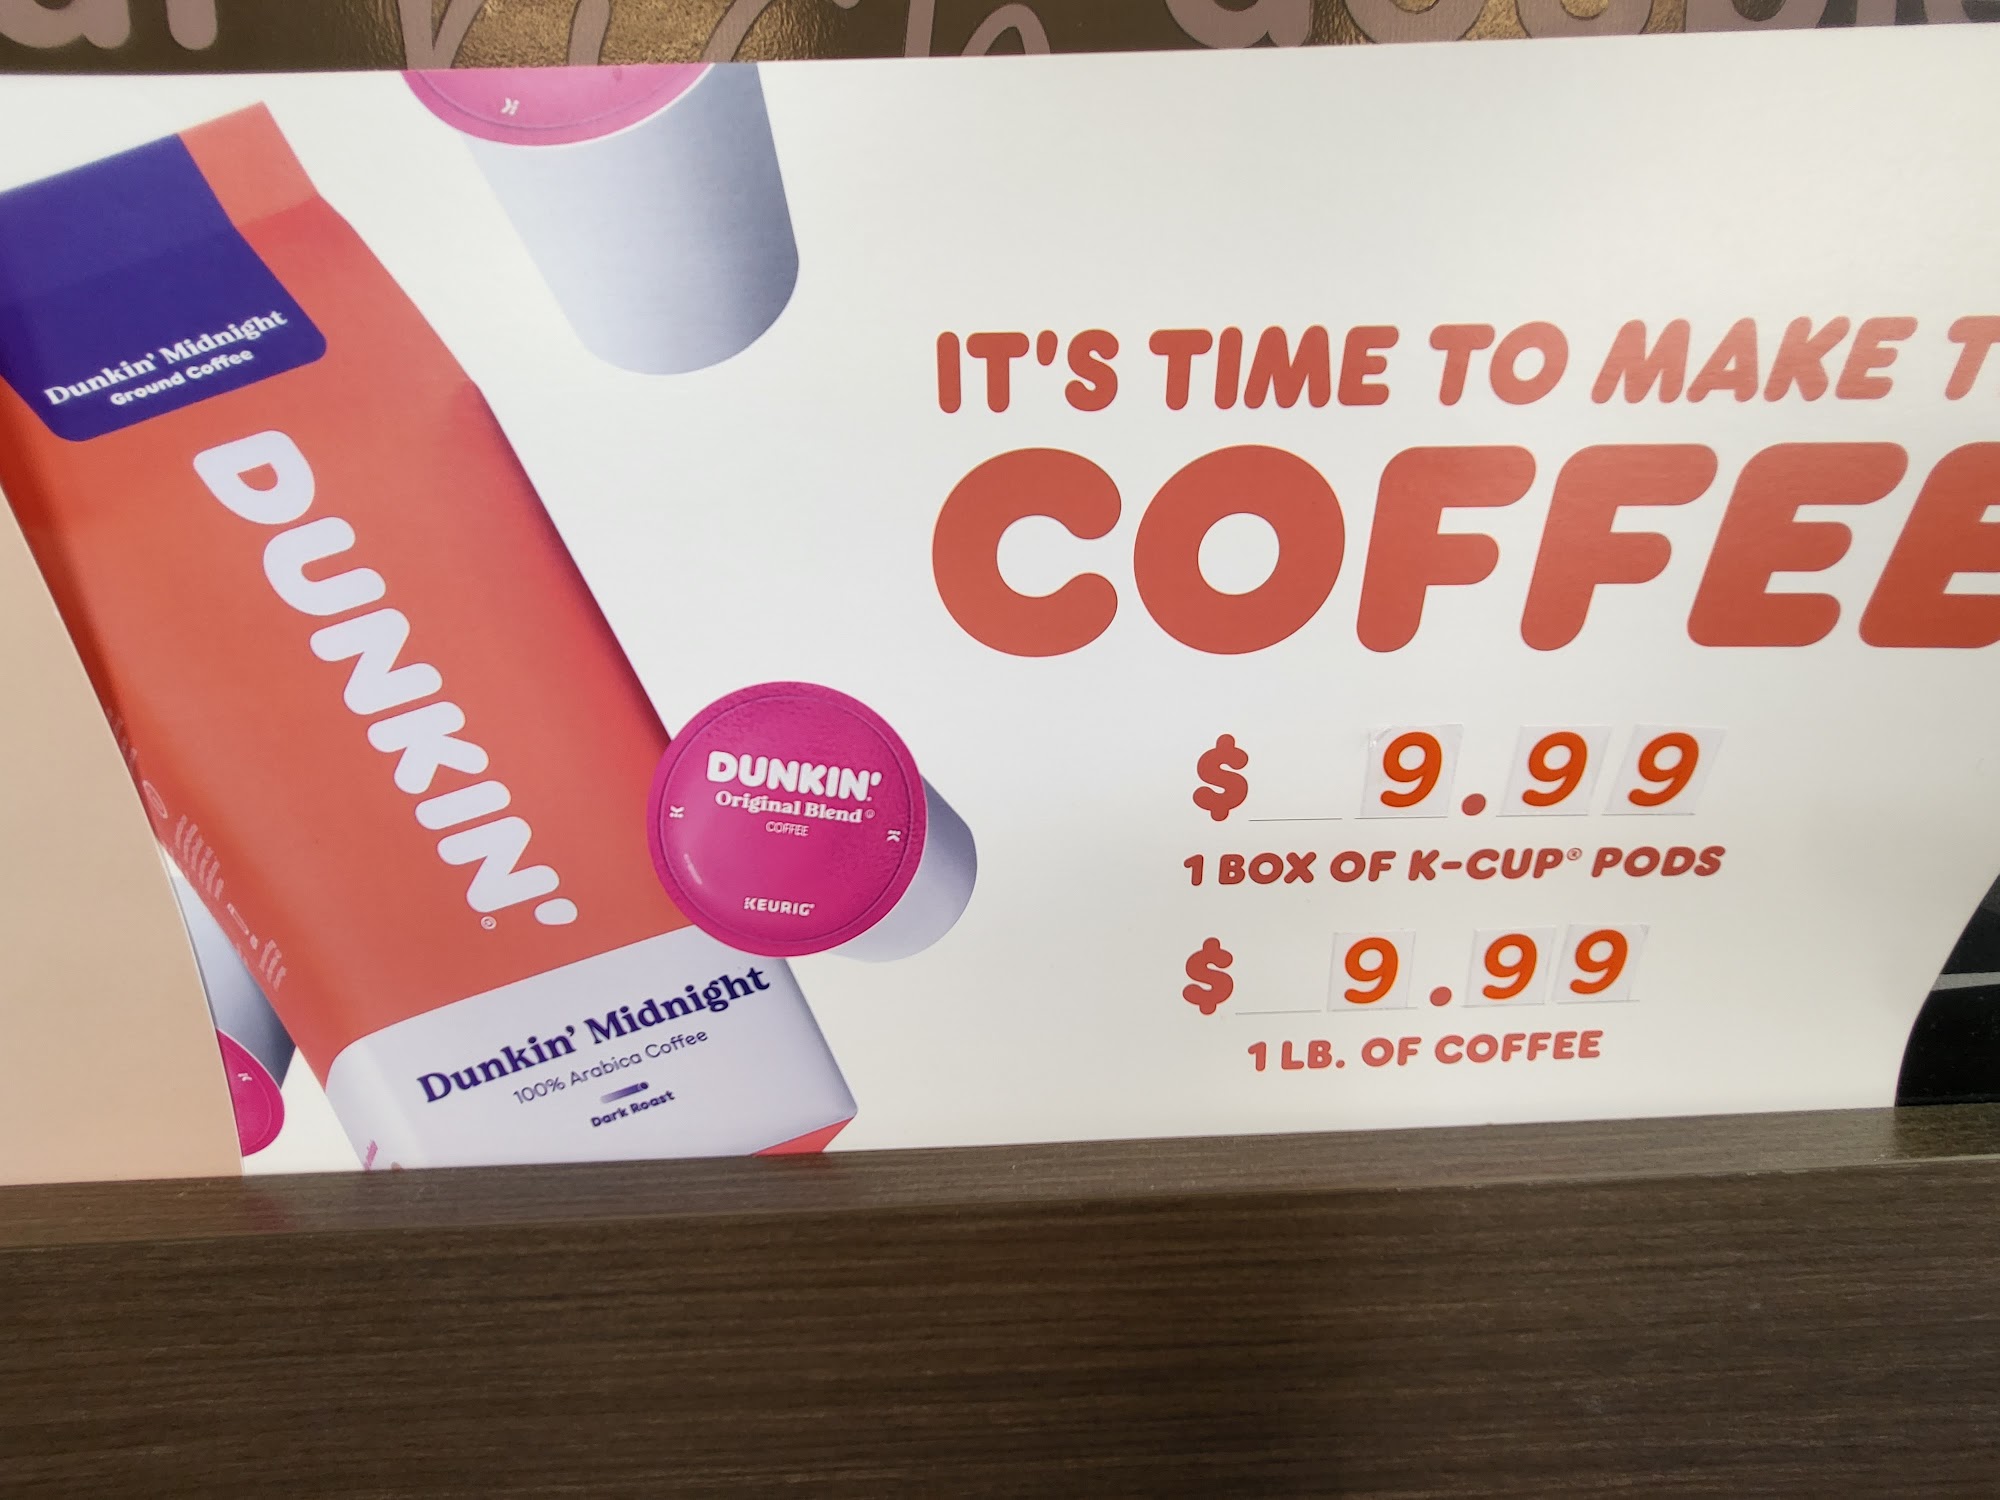 Dunkin' Midnight
Ground Coffee
DUNKIN'
Dunkin' Midnight
100% Arabica Coffee
Dark Roast
DUNKIN'
Original Blend®
COFFEE
KEURIG
IT'S TIME TO MAKE
COFFEE
$ 9.99
1 BOX OF K-CUP® PODS
$ 9.99
1 LB. OF COFFEE